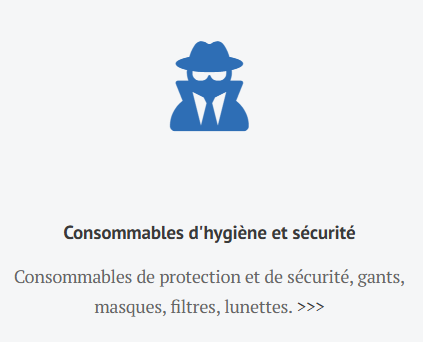 Consommables d'hygiène et sécurité
Consommables de protection et de sécurité, gants,
masques, filtres, lunettes. >>>